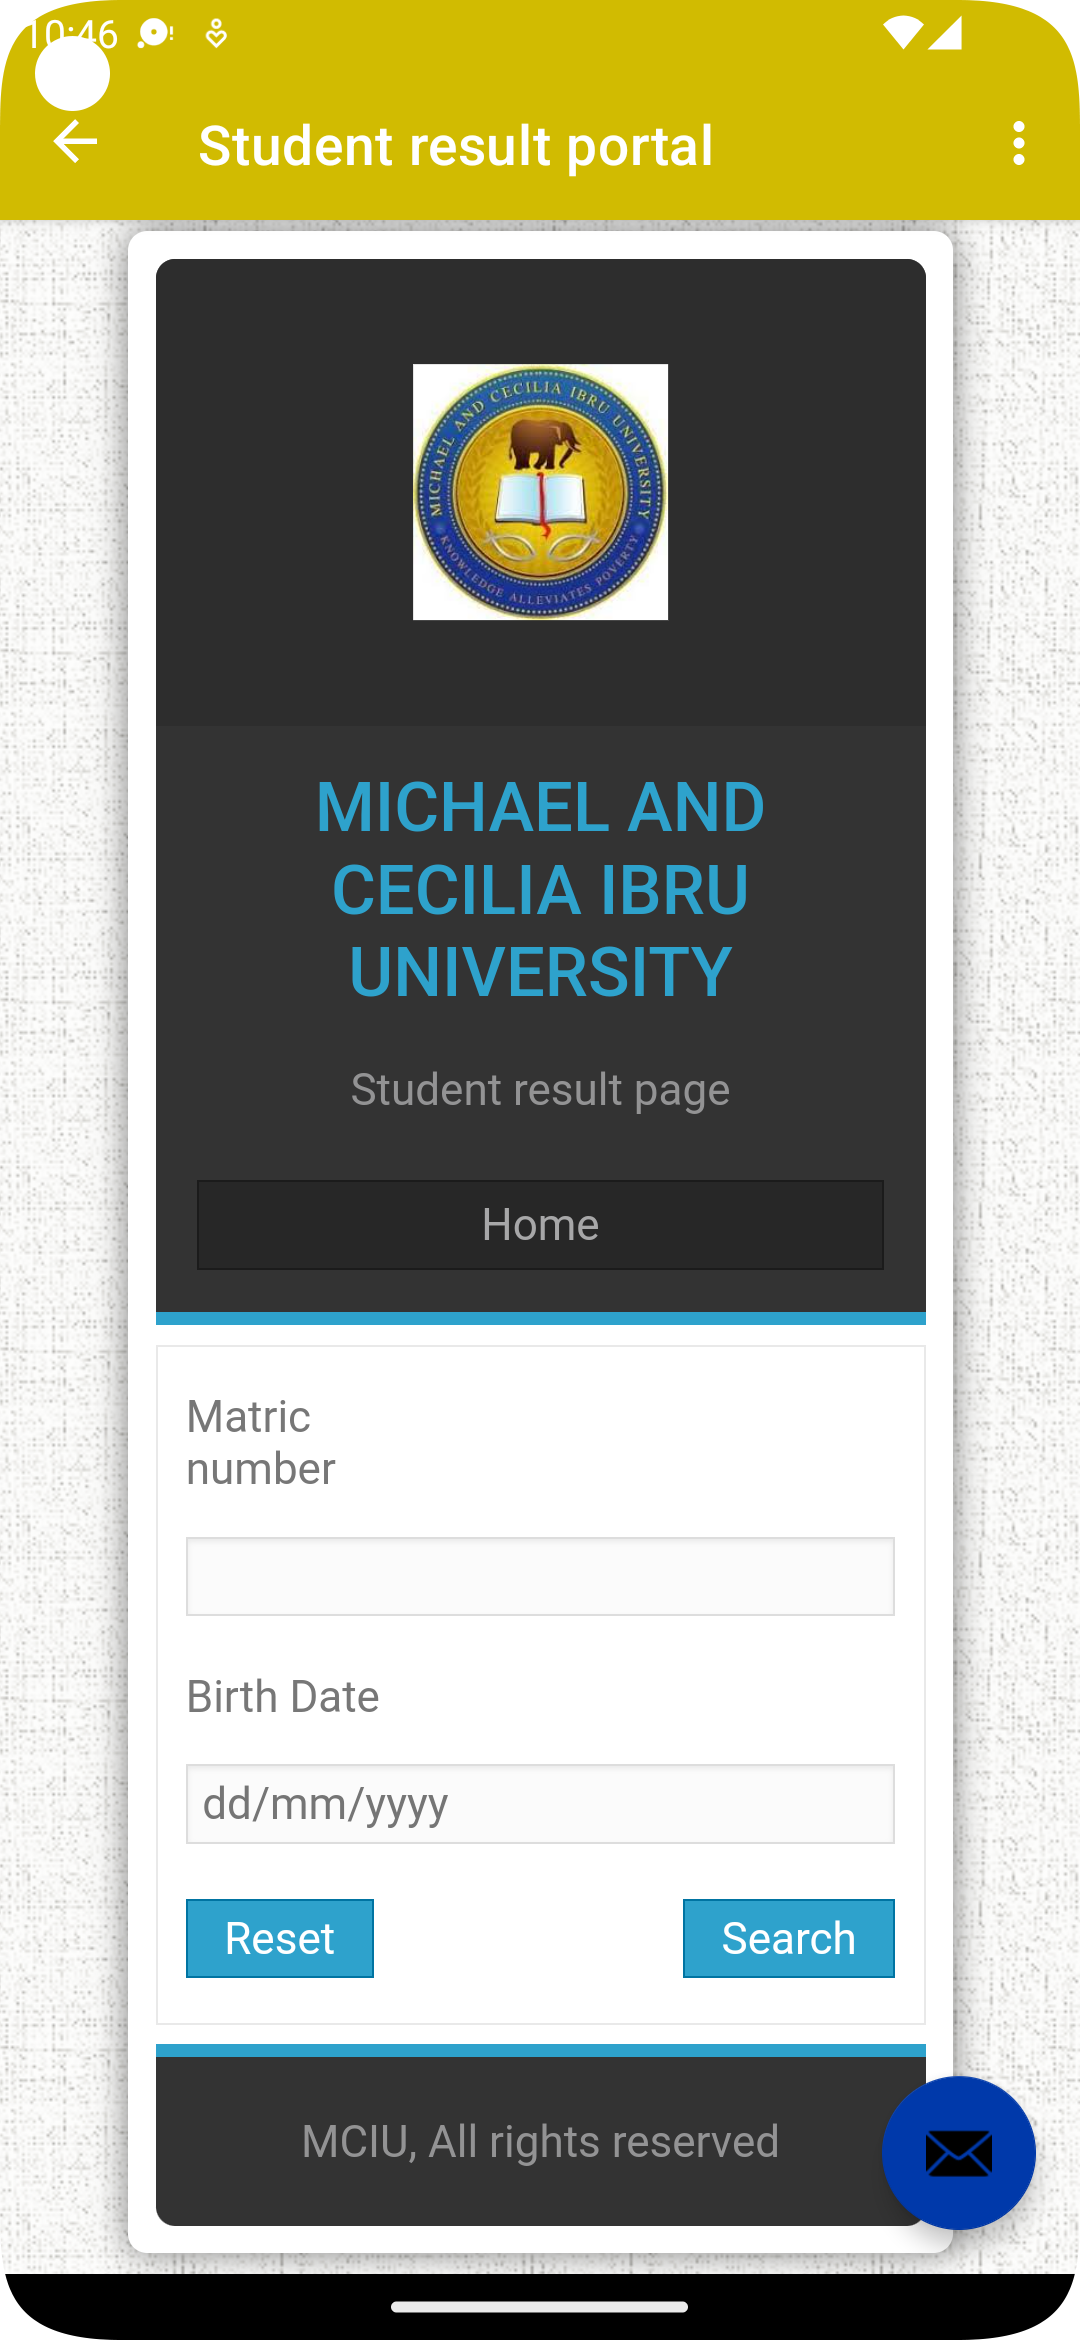 10:46
Student result portal
MICHAEL AND CECILIA IBRU UNIVERSITY
KNOWLEDGE ALLEVIATES POVERTY
MICHAEL AND
CECILIA IBRU
UNIVERSITY
Student result page
Home
Matric
number
Birth Date
dd/mm/yyyy
Reset
Search
MCIU, All rights reserved